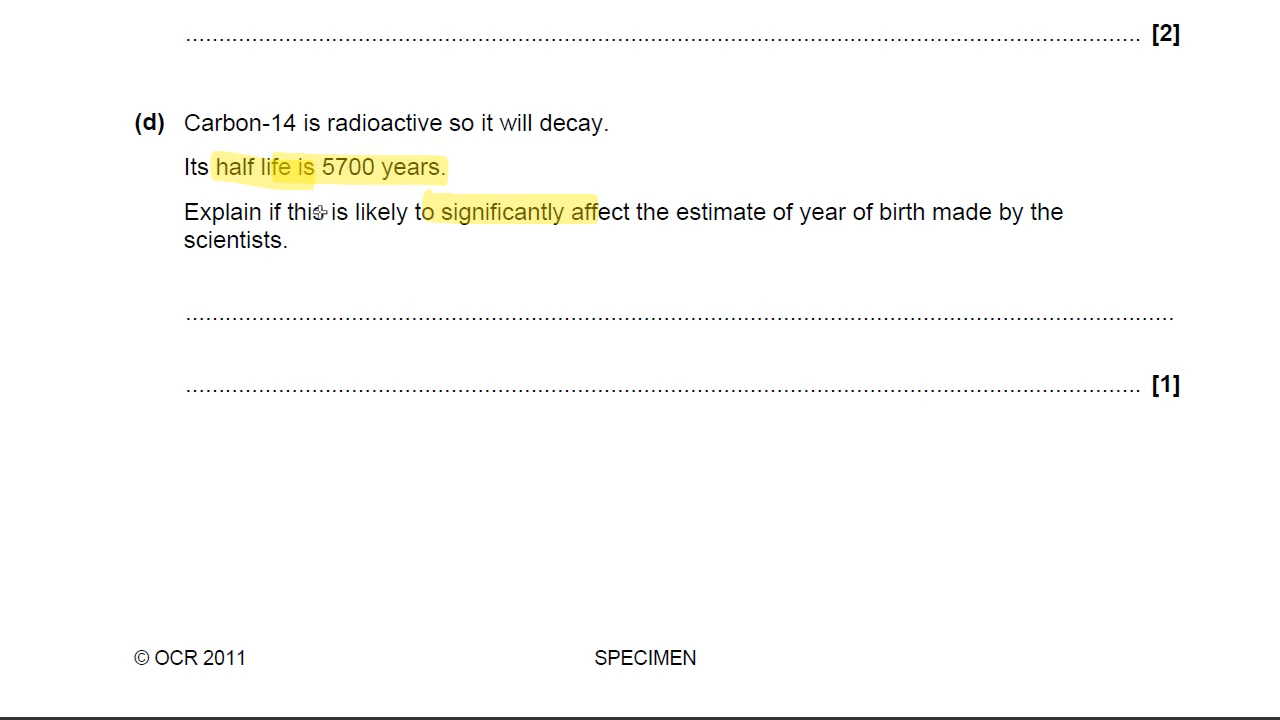 [2]
(d) Carbon-14 is radioactive so it will decay.
Its half life is 5700 years.
Explain if this is likely to significantly affect the estimate of year of birth made by the
scientists.
[1]
© OCR 2011 SPECIMEN